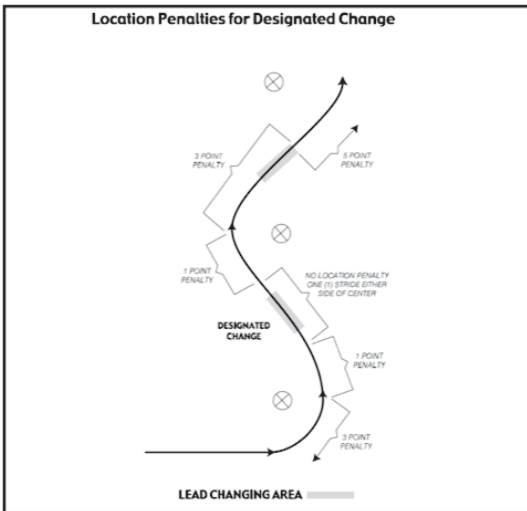 Location Penalties for Designated Change
3 POINT
PENALTY
5 POINT
PENALTY
1 POINT
PENALTY
NO LOCATION PENALTY
ONE (1) STRIDE EITHER
SIDE OF CENTER
DESIGNATED
CHANGE
1 POINT
PENALTY
3 POINT
PENALTY
LEAD CHANGING AREA